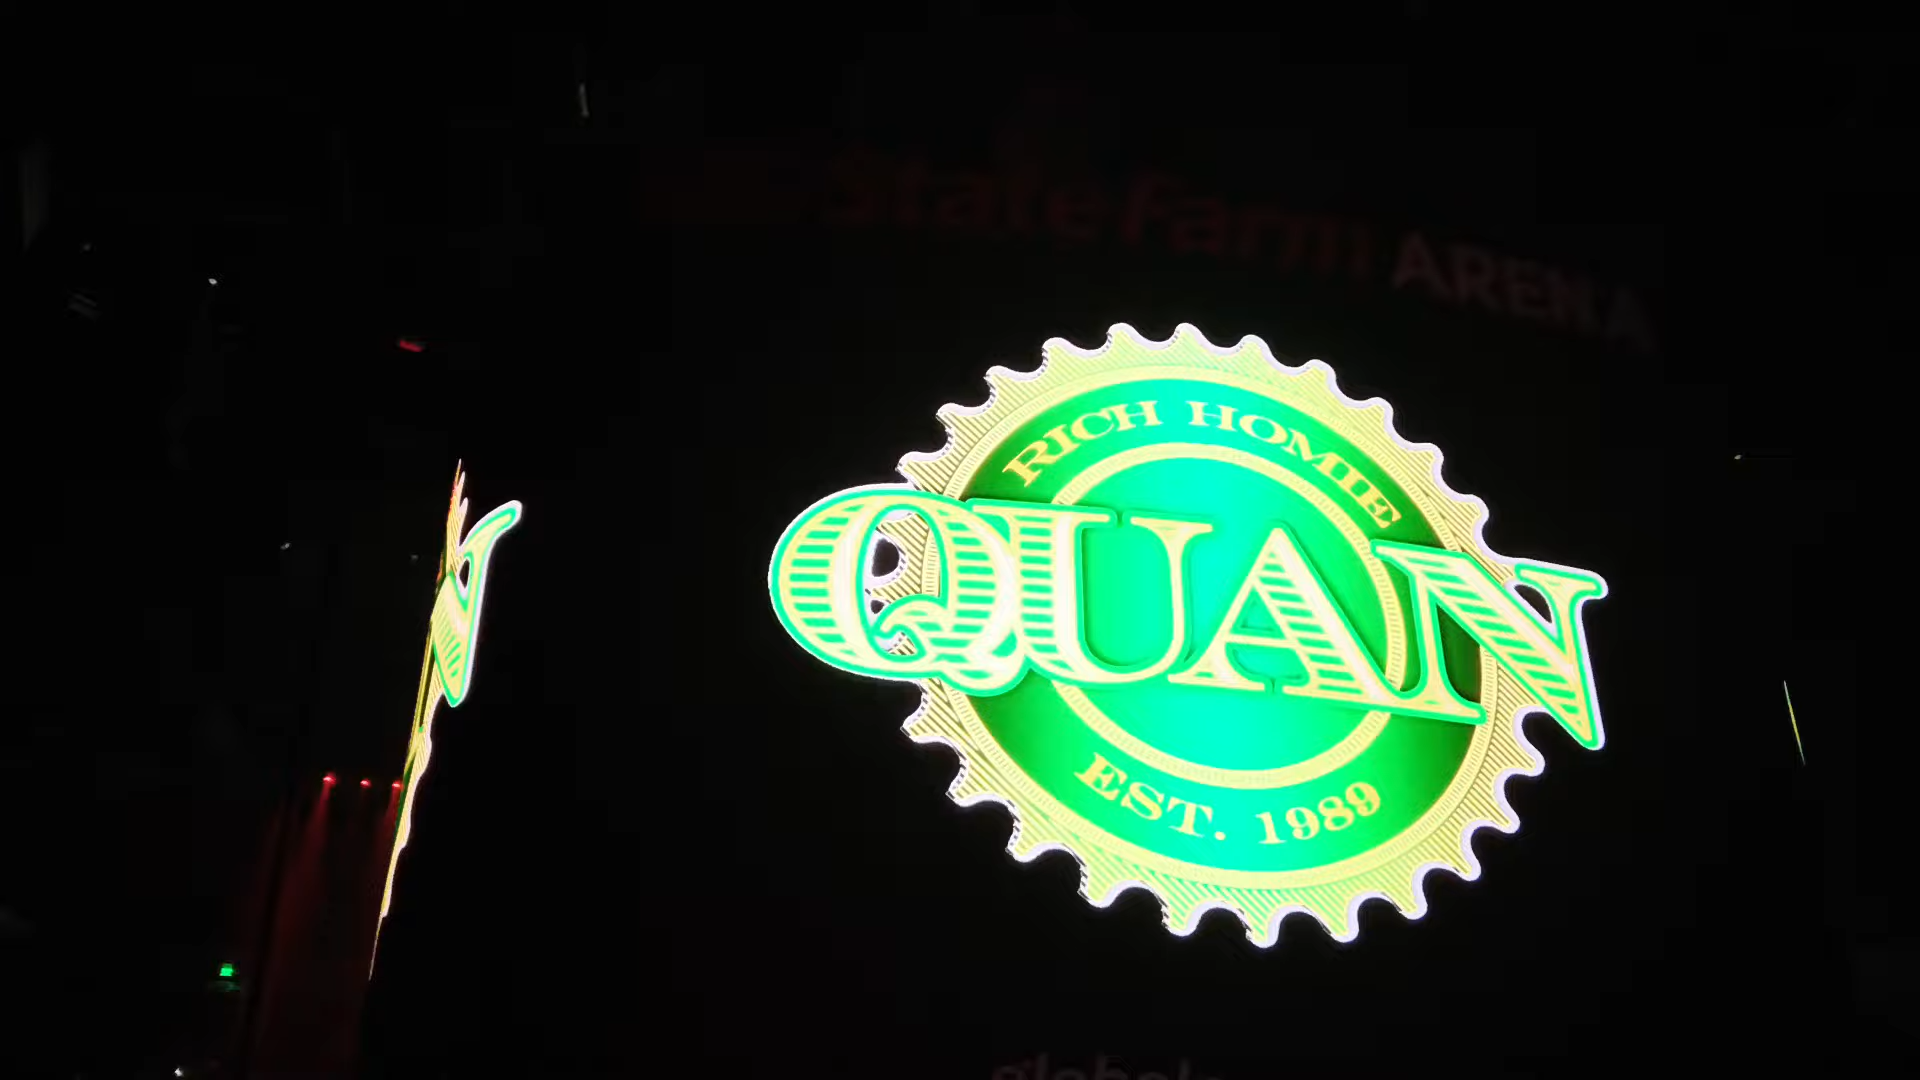 State Farm ARENA
RICH HOMIE
QUAN
EST. 1989
N